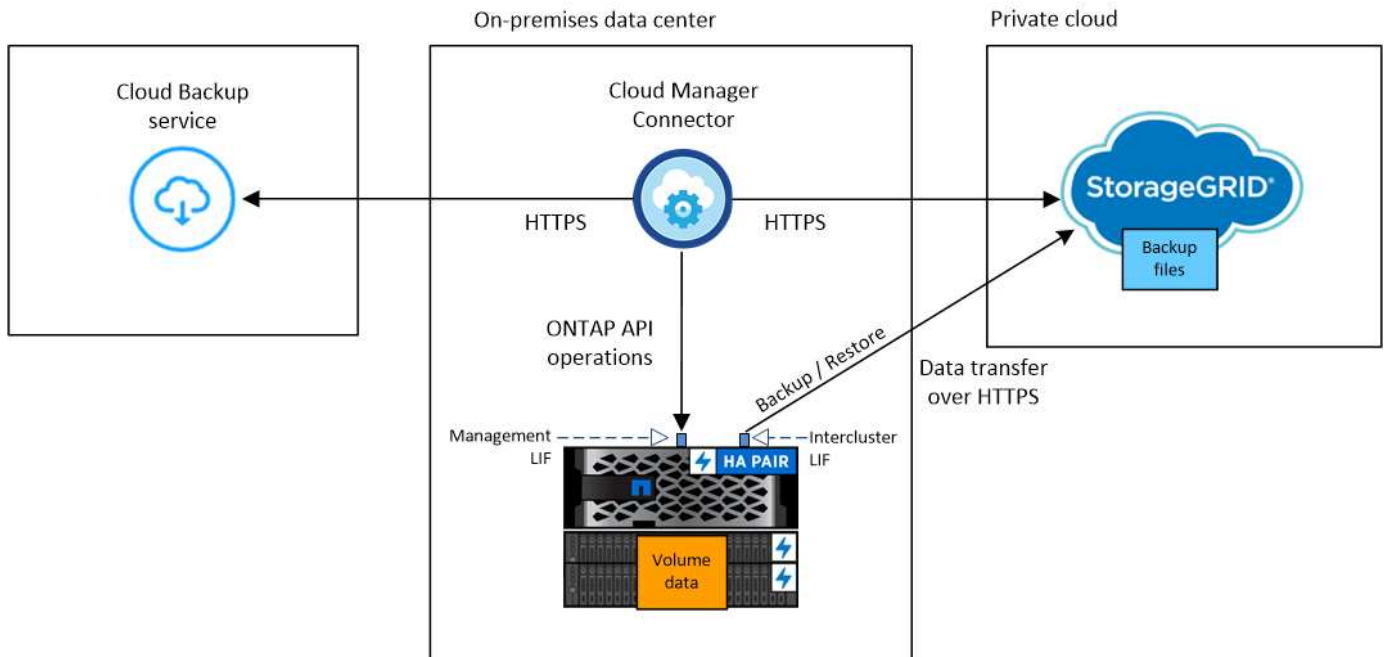 On-premises data center
Private cloud
Cloud Backup
service
Cloud Manager
Connector
HTTPS
HTTPS
StorageGRID®
Backup
files
ONTAP API
operations
Backup / Restore
Data transfer
over HTTPS
Management
LIF
Intercluster
LIF
HA PAIR
Volume
data